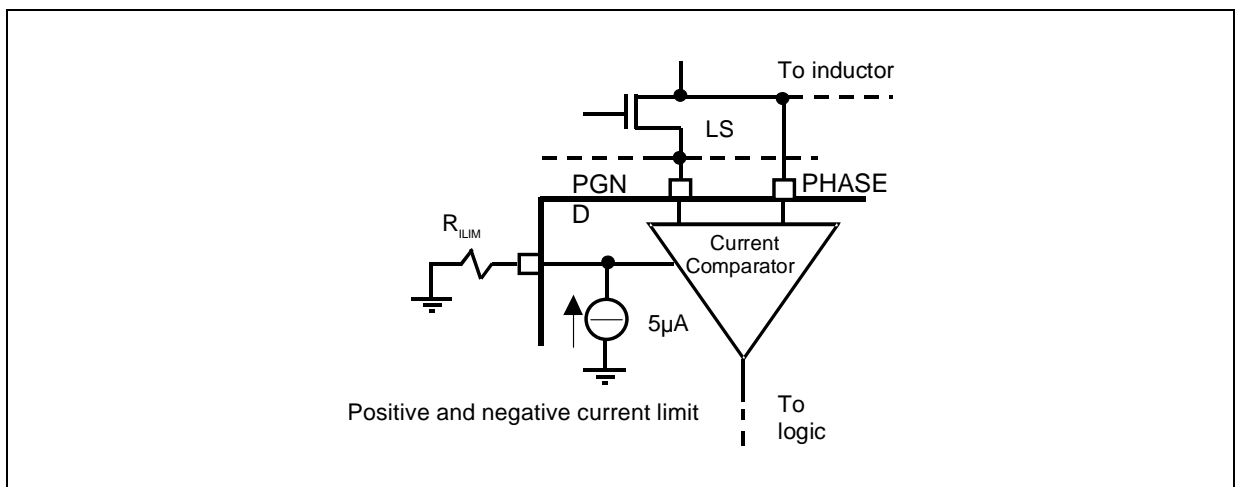 To inductor
LS
PGN
D
PHASE
RILIM
Current
Comparator
5µA
Positive and negative current limit
To
logic